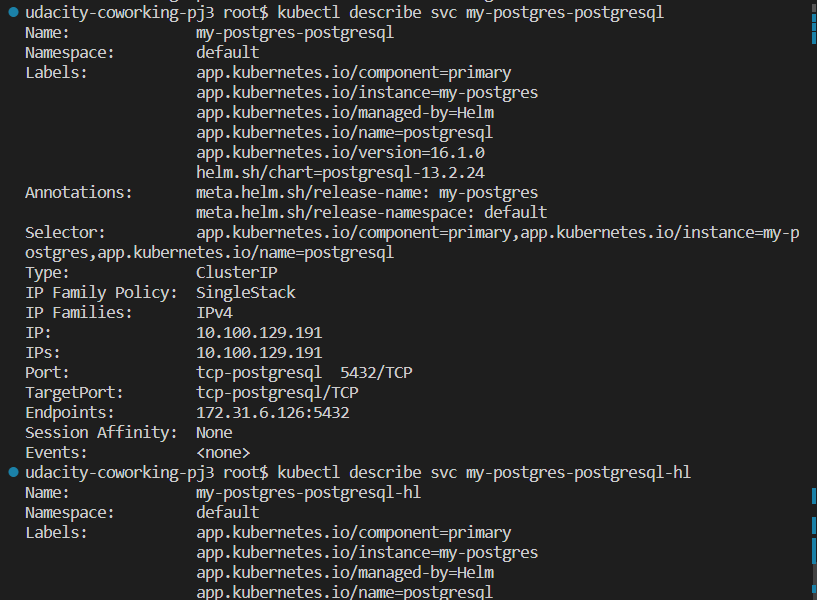 udacity-coworking-pj3 root$ kubectl describe svc my-postgres-postgresql
Name:              my-postgres-postgresql
Namespace:         default
Labels:            app.kubernetes.io/component=primary
                   app.kubernetes.io/instance=my-postgres
                   app.kubernetes.io/managed-by=Helm
                   app.kubernetes.io/name=postgresql
                   app.kubernetes.io/version=16.1.0
                   helm.sh/chart=postgresql-13.2.24
Annotations:       meta.helm.sh/release-name: my-postgres
                   meta.helm.sh/release-namespace: default
Selector:          app.kubernetes.io/component=primary,app.kubernetes.io/instance=my-p
ostgres,app.kubernetes.io/name=postgresql
Type:              ClusterIP
IP Family Policy:  SingleStack
IP Families:       IPv4
IP:                10.100.129.191
IPs:               10.100.129.191
Port:              tcp-postgresql  5432/TCP
TargetPort:        tcp-postgresql/TCP
Endpoints:         172.31.6.126:5432
Session Affinity:  None
Events:            <none>
udacity-coworking-pj3 root$ kubectl describe svc my-postgres-postgresql-hl
Name:              my-postgres-postgresql-hl
Namespace:         default
Labels:            app.kubernetes.io/component=primary
                   app.kubernetes.io/instance=my-postgres
                   app.kubernetes.io/managed-by=Helm
                   app.kubernetes.io/name=postgresql